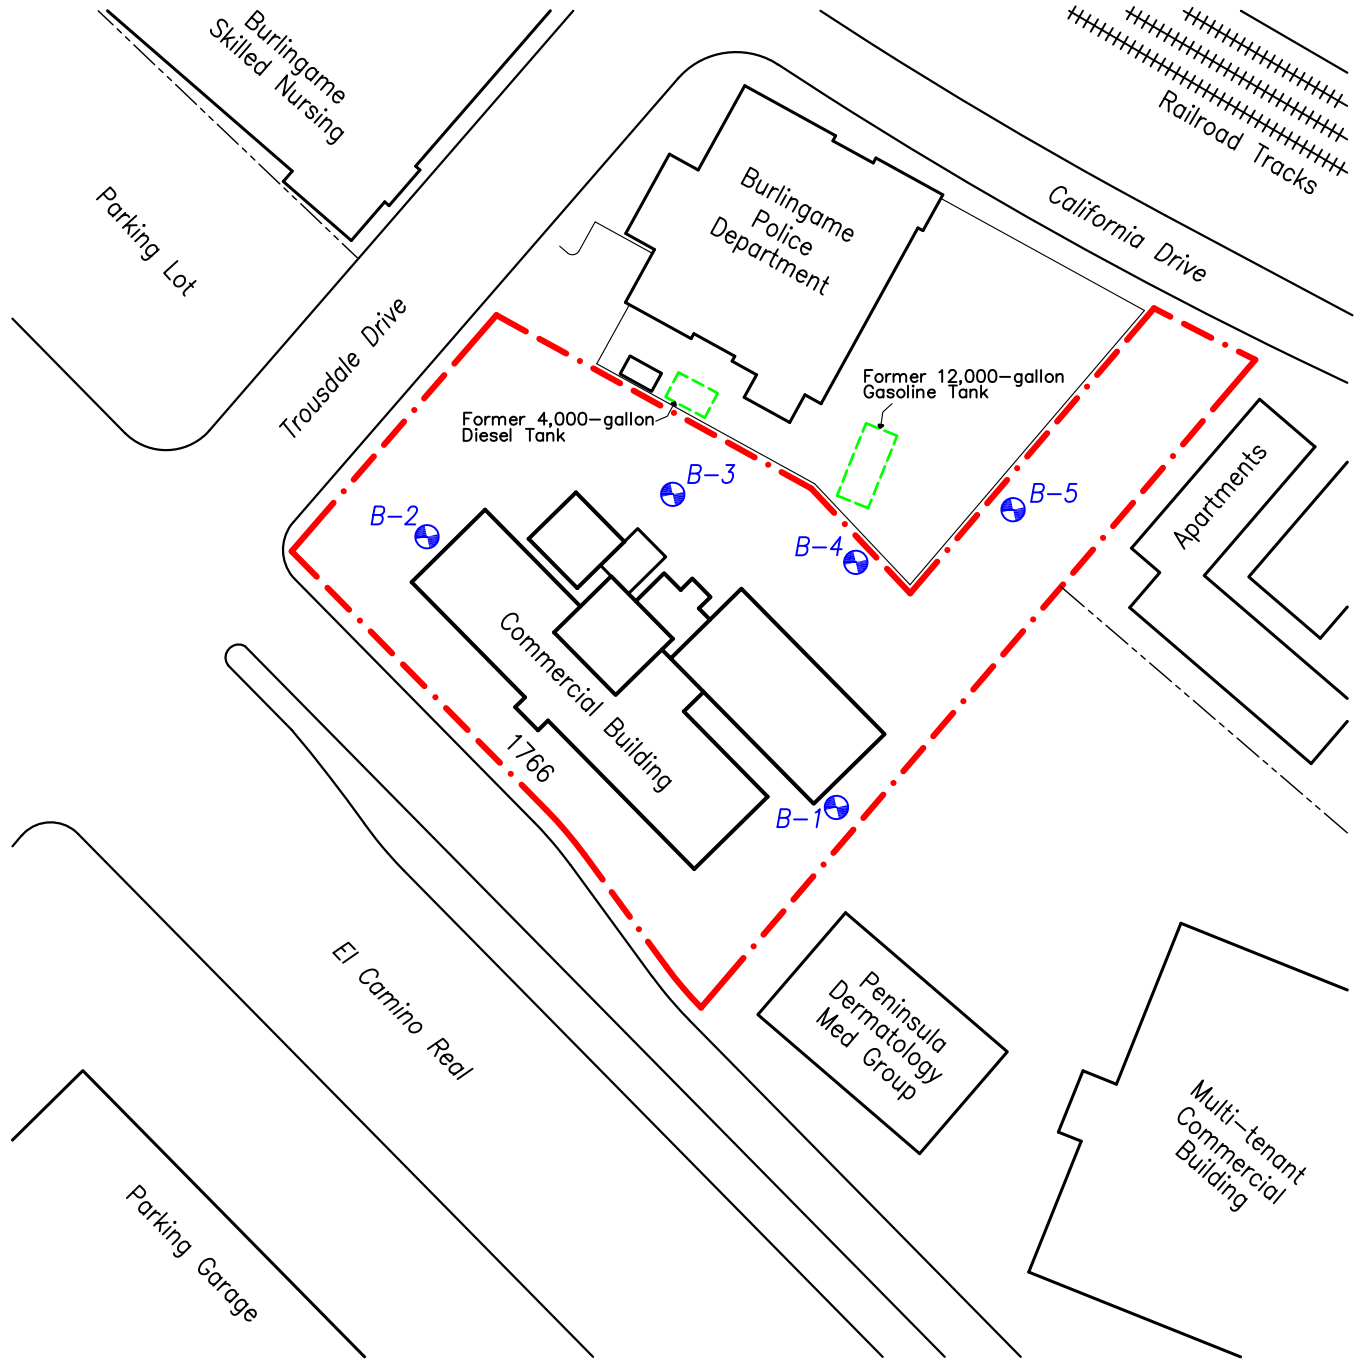 Burlingame
Skilled Nursing
Railroad Tracks
Parking Lot
Burlingame
Police
Department
California Drive
Trousdale Drive
Former 12,000-gallon
Gasoline Tank
Former 4,000-gallon
Diesel Tank
B-3
B-5
B-2
B-4
Apartments
Commercial Building
1766
B-1
El Camino Real
Peninsula
Dermatology
Med Group
Multi-tenant
Commercial
Building
Parking Garage